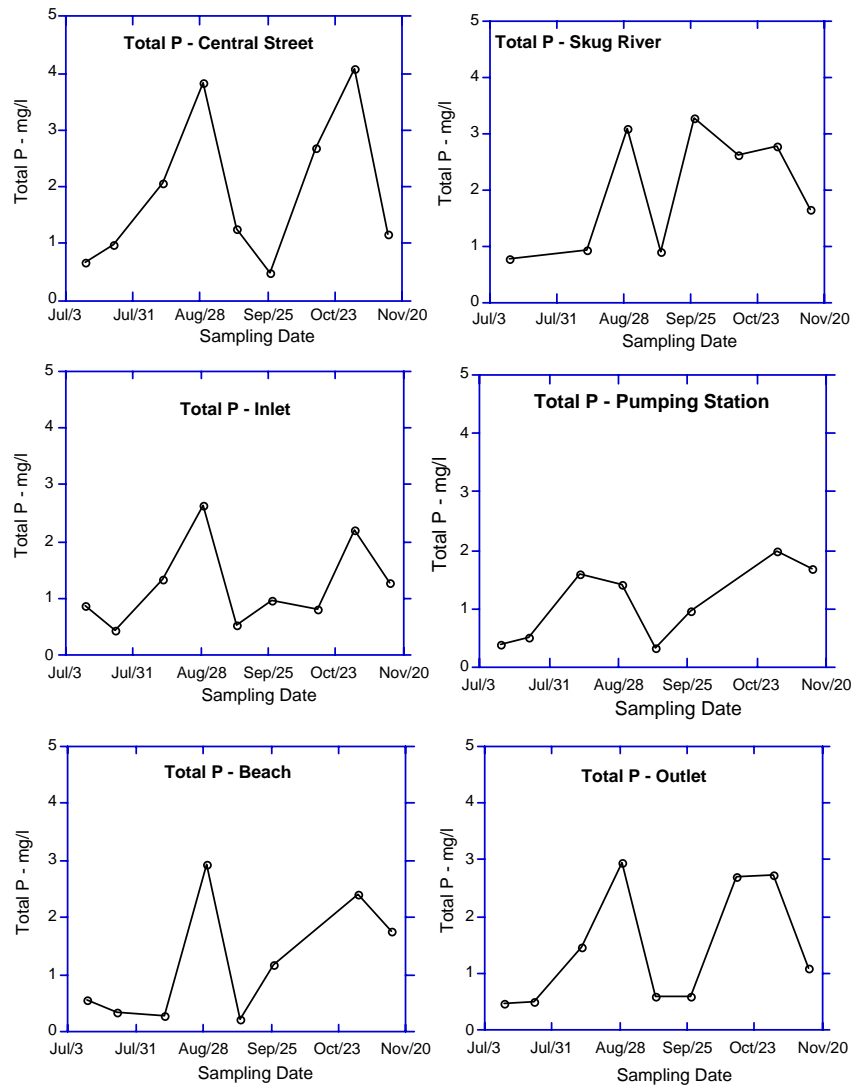 Total P - Central Street
Total P - mg/l
5
4
3
2
1
0
Jul/3 Jul/31 Aug/28 Sep/25 Oct/23 Nov/20
Sampling Date
Total P - Skug River
Total P - mg/l
5
4
3
2
1
0
Jul/3 Jul/31 Aug/28 Sep/25 Oct/23 Nov/20
Sampling Date
Total P - Inlet
Total P - mg/l
5
4
3
2
1
0
Jul/3 Jul/31 Aug/28 Sep/25 Oct/23 Nov/20
Sampling Date
Total P - Pumping Station
Total P - mg/l
5
4
3
2
1
0
Jul/3 Jul/31 Aug/28 Sep/25 Oct/23 Nov/20
Sampling Date
Total P - Beach
Total P - mg/l
5
4
3
2
1
0
Jul/3 Jul/31 Aug/28 Sep/25 Oct/23 Nov/20
Sampling Date
Total P - Outlet
Total P - mg/l
5
4
3
2
1
0
Jul/3 Jul/31 Aug/28 Sep/25 Oct/23 Nov/20
Sampling Date